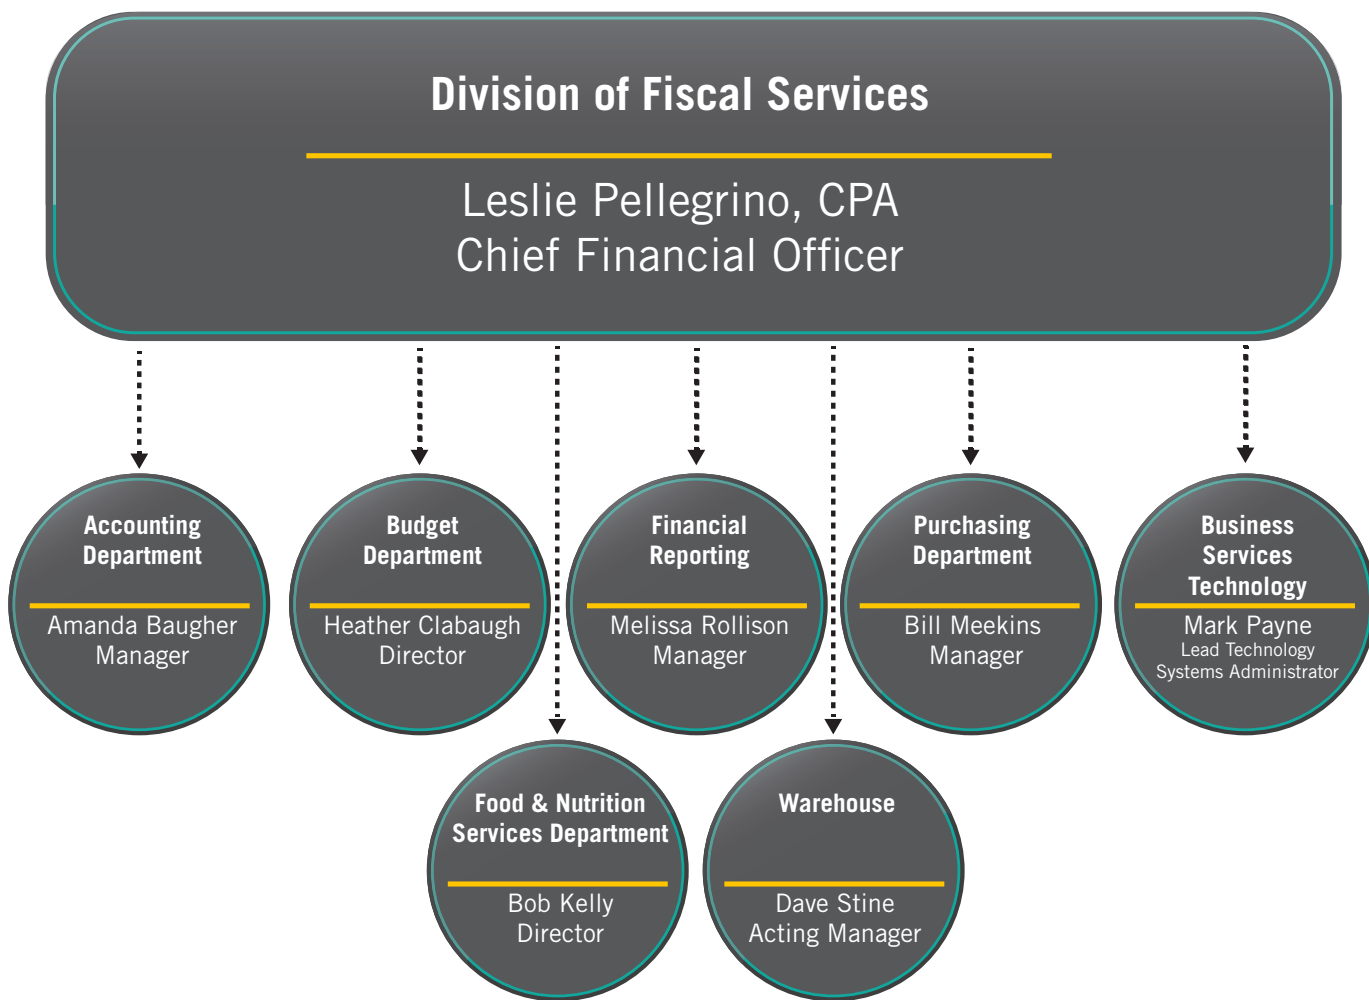 Division of Fiscal Services
Leslie Pellegrino, CPA
Chief Financial Officer
Accounting
Department
Amanda Baugher
Manager
Budget
Department
Heather Clabaugh
Director
Financial
Reporting
Melissa Rollison
Manager
Purchasing
Department
Bill Meekins
Manager
Business
Services
Technology
Mark Payne
Lead Technology
Systems Administrator
Food & Nutrition
Services Department
Bob Kelly
Director
Warehouse
Dave Stine
Acting Manager